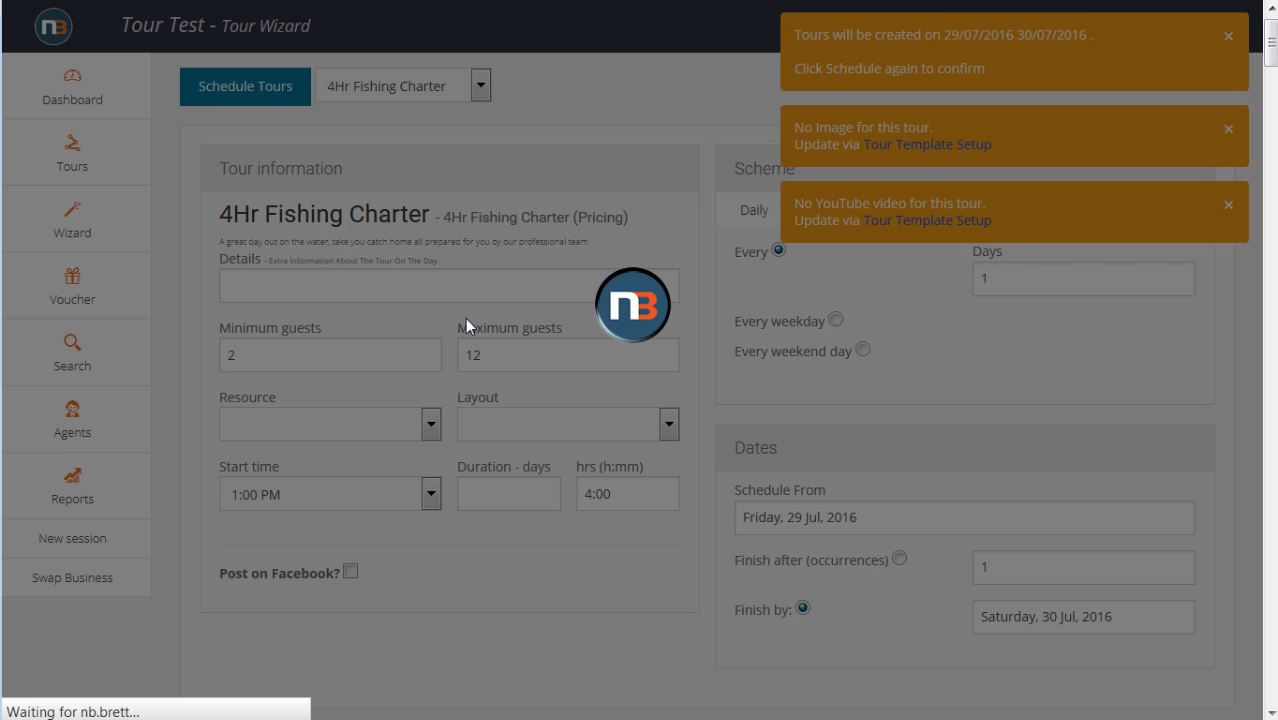 Tour Test - Tour Wizard
Tours will be created on 29/07/2016 30/07/2016 .
Click Schedule again to confirm
No Image for this tour.
Update via Tour Template Setup
No YouTube video for this tour.
Update via Tour Template Setup
Dashboard
Tours
Wizard
Voucher
Search
Agents
Reports
New session
Swap Business
Schedule Tours
4Hr Fishing Charter
Tour information
4Hr Fishing Charter - 4Hr Fishing Charter (Pricing)
A great day out on the water, take you catch home all prepared for you by our professional team
Details - Extra Information About The Tour On The Day
Minimum guests
Maximum guests
2
12
Resource
Layout
Start time
Duration - days
hrs (h:mm)
1:00 PM
4:00
Post on Facebook?
Scheme
Daily
Every
Days
1
Every weekday
Every weekend day
Dates
Schedule From
Friday, 29 Jul, 2016
Finish after (occurrences)
1
Finish by:
Saturday, 30 Jul, 2016
Waiting for nb.brett...